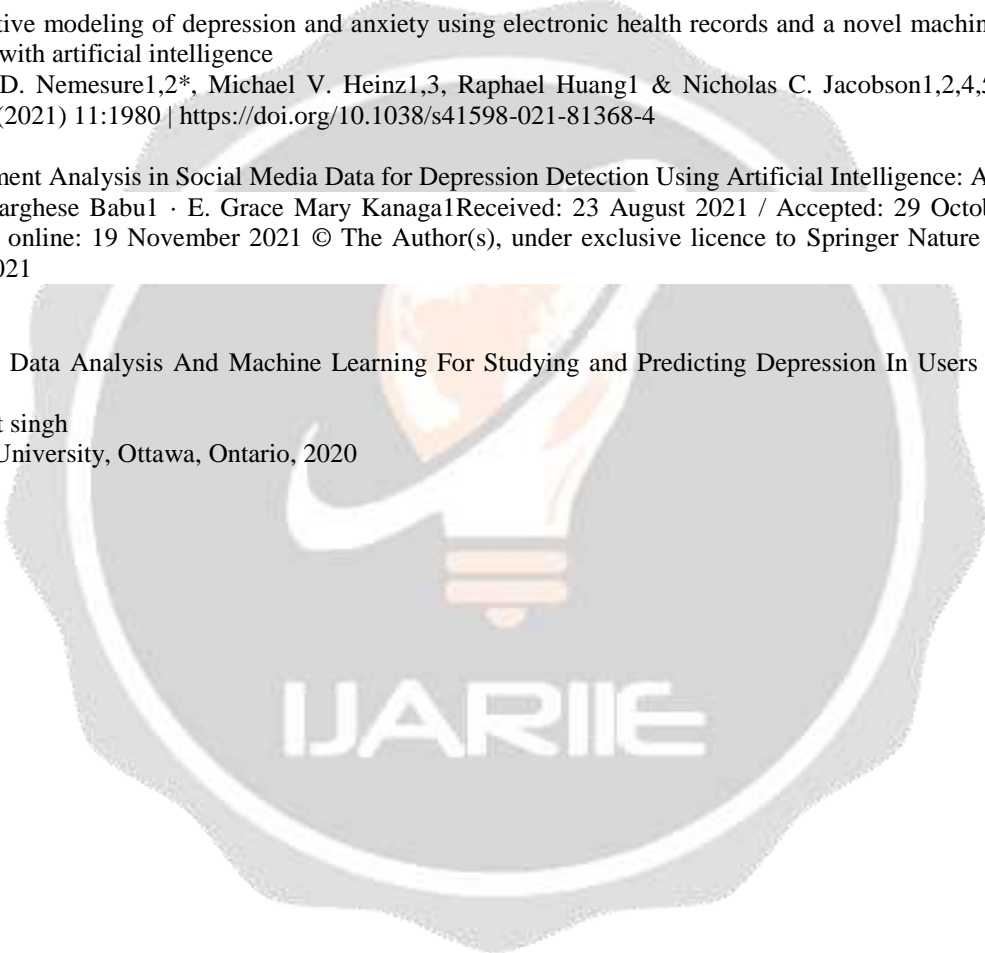 tive modeling of depression and anxiety using electronic health records and a novel machin
with artificial intelligence
D. Nemesure1,2*, Michael V. Heinz1,3, Raphael Huang1 & Nicholas C. Jacobson1,2,4,5
(2021) 11:1980 | https://doi.org/10.1038/s41598-021-81368-4
ment Analysis in Social Media Data for Depression Detection Using Artificial Intelligence: A
arghese Babu1 · E. Grace Mary Kanaga1Received: 23 August 2021 / Accepted: 29 Octob
online: 19 November 2021 © The Author(s), under exclusive licence to Springer Nature
021
Data Analysis And Machine Learning For Studying and Predicting Depression In Users
t singh
University, Ottawa, Ontario, 2020
IJARIIE